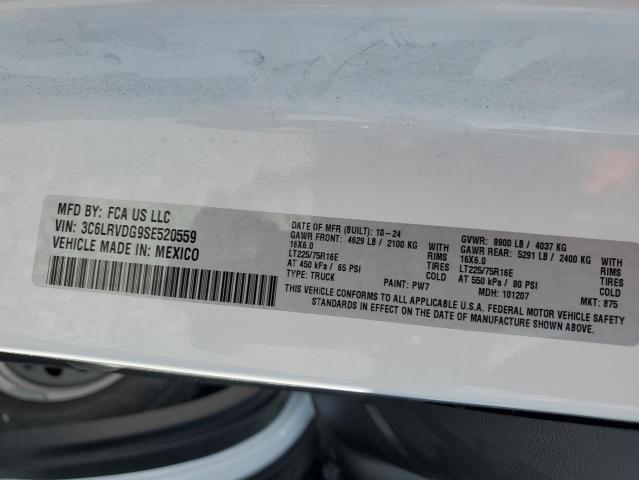 MFD BY: FCA US LLC
VIN: 3C6LRVDG9SE520559
VEHICLE MADE IN: MEXICO
DATE OF MFR (BUILT): 10-24
GAWR FRONT: 4629 LB / 2100 KG WITH
16X6.0 RIMS
LT225/75R16E TIRES
AT 450 kPa / 65 PSI COLD
TYPE: TRUCK PAINT: PW7
GVWR: 8900 LB / 4037 KG
GAWR REAR: 5291 LB / 2400 KG WITH
16X6.0 RIMS
LT225/75R16E TIRES
AT 550 kPa / 80 PSI COLD
MDH: 101207 MKT: 875
THIS VEHICLE CONFORMS TO ALL APPLICABLE U.S.A. FEDERAL MOTOR VEHICLE SAFETY
STANDARDS IN EFFECT ON THE DATE OF MANUFACTURE SHOWN ABOVE.